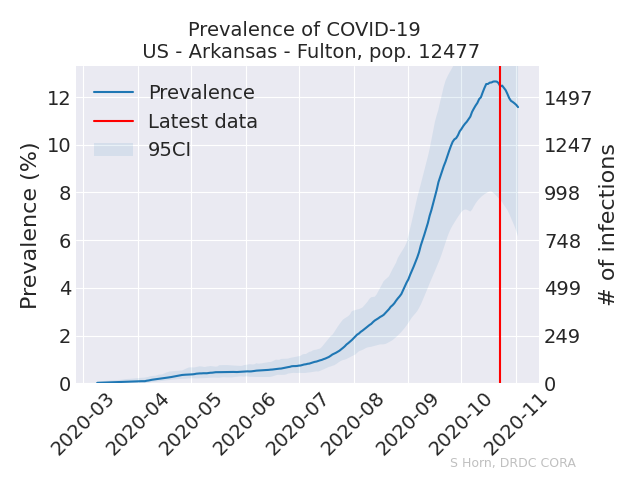 Prevalence of COVID-19
US - Arkansas - Fulton, pop. 12477
Prevalence
Latest data
95CI
Prevalence (%)
12
10
8
6
4
2
0
1497
1247
998
748
499
249
0
# of infections
2020-03
2020-04
2020-05
2020-06
2020-07
2020-08
2020-09
2020-10
2020-11
S Horn, DRDC CORA